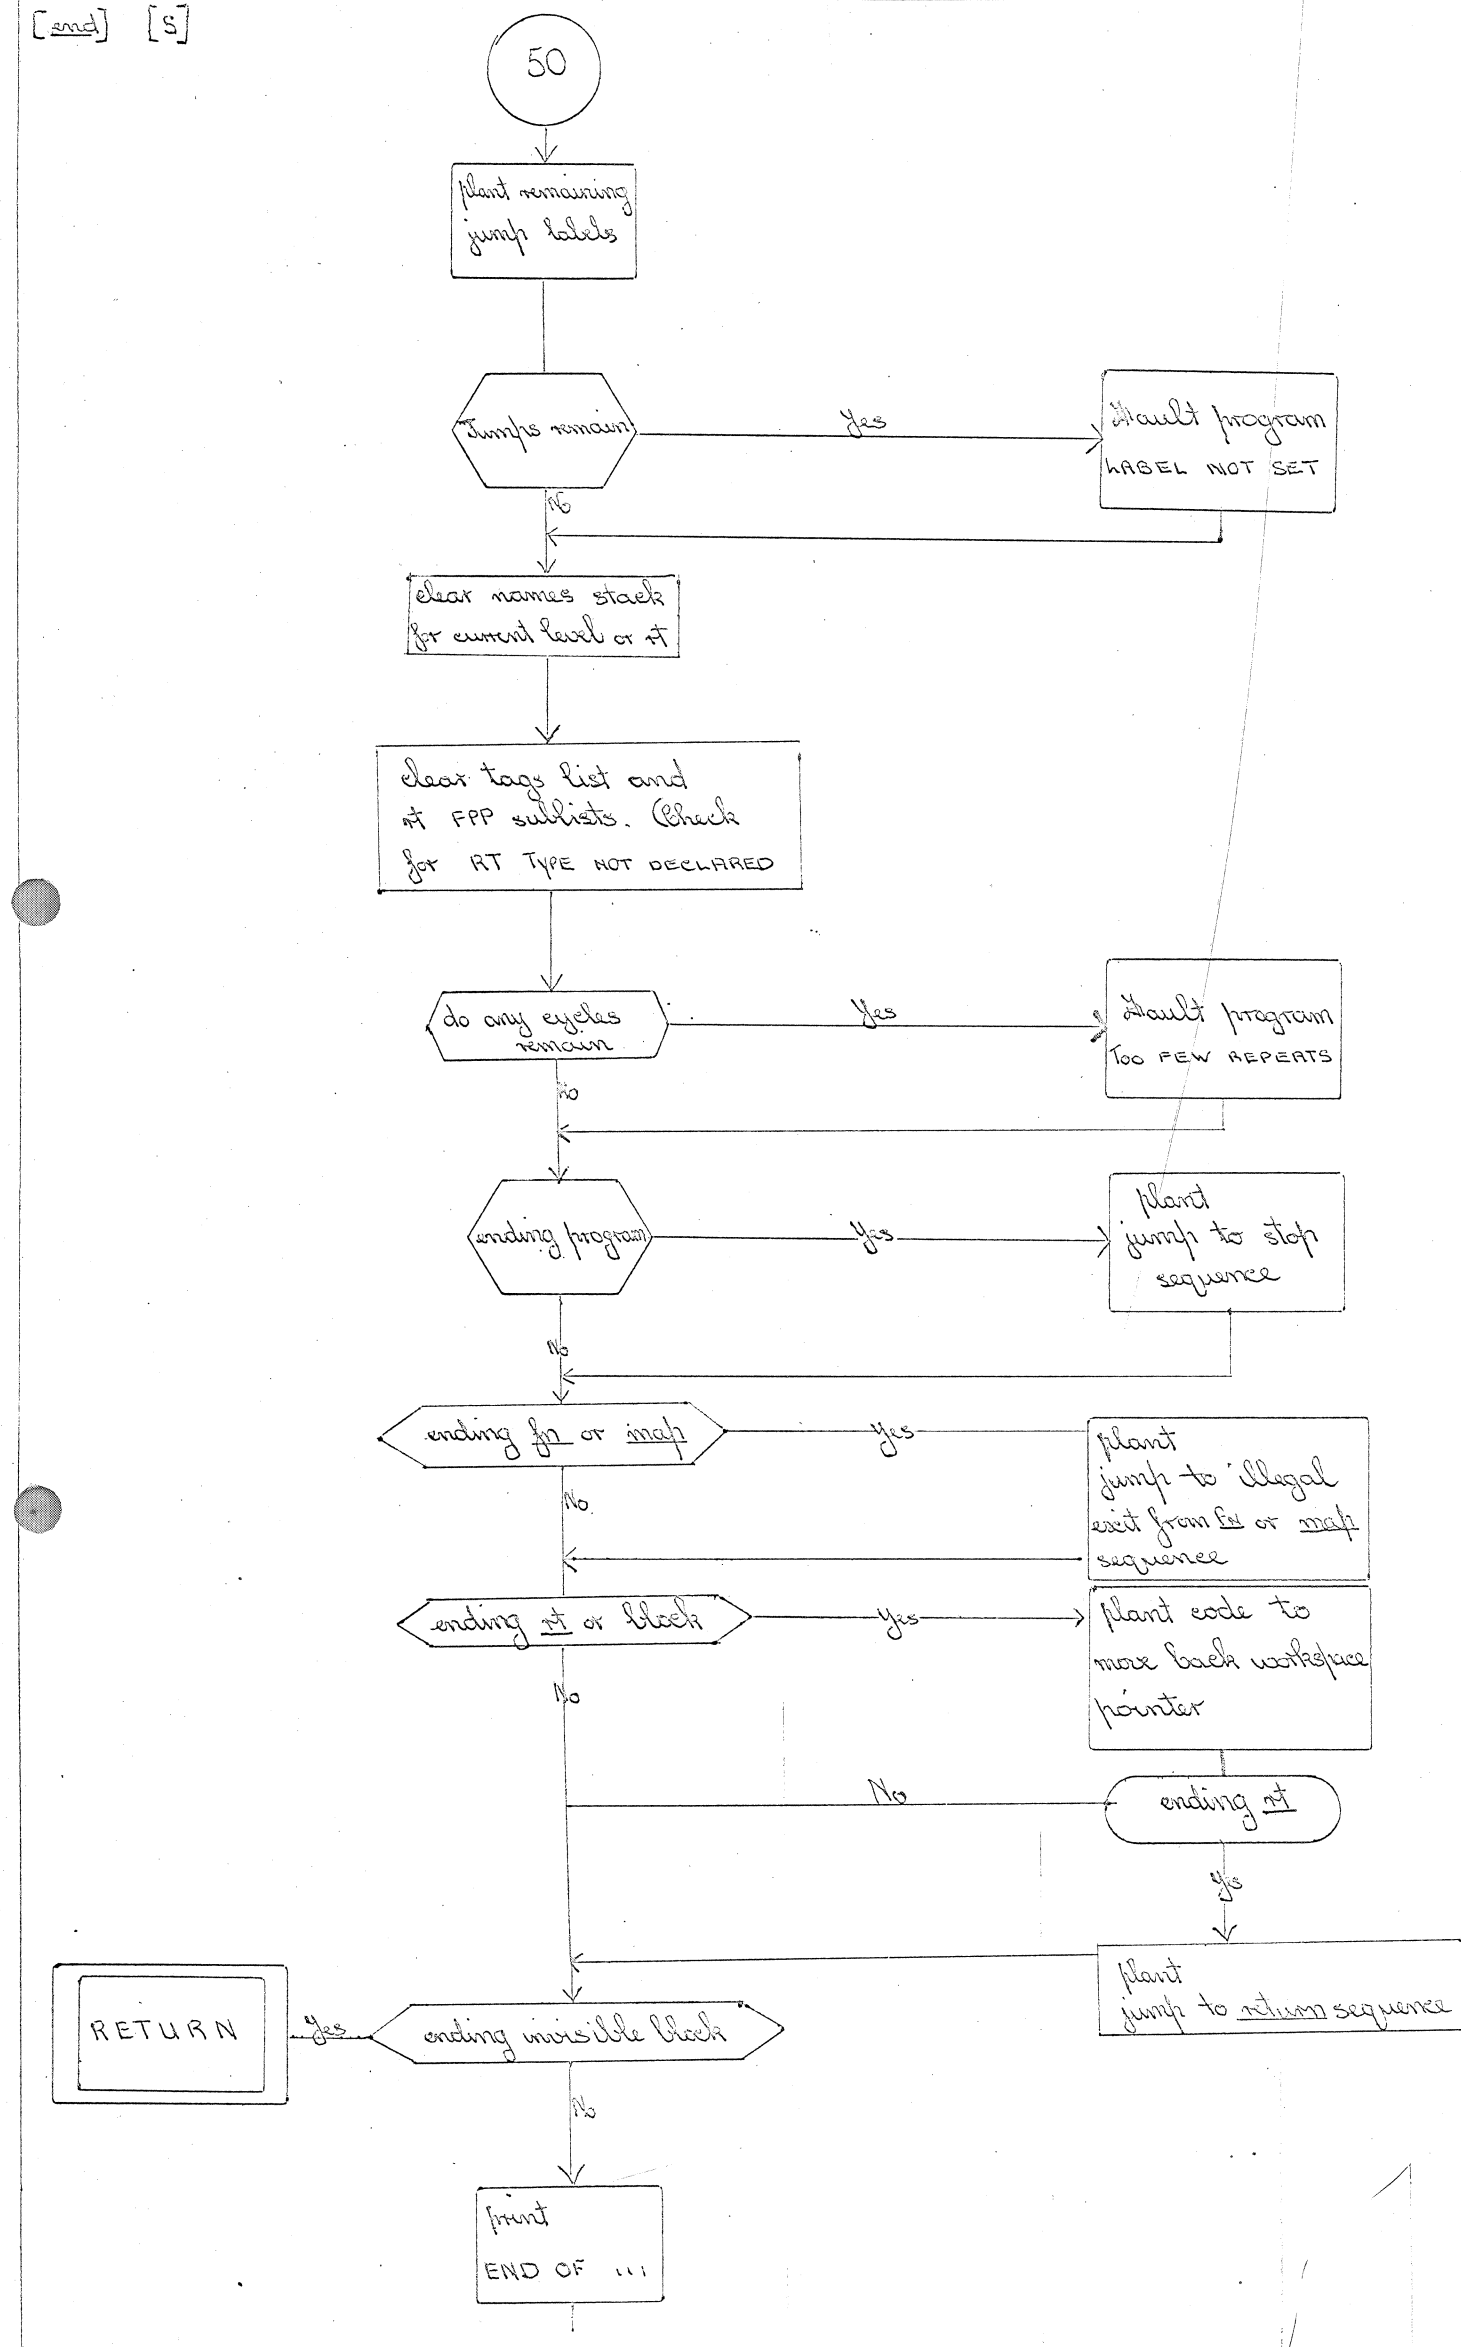 [end] [S]
50
plant remaining
jump labels
Jumps remain
Yes
Fault program
LABEL NOT SET
No
clear names stack
for current level or rt
clear tags list and
rt FPP sublists. (Check
for RT TYPE NOT DECLARED
do any cycles
remain
Yes
Fault program
TOO FEW REPEATS
No
ending program
Yes
plant
jump to stop
sequence
No
ending fn or map
Yes
plant
jump to illegal
exit from fn or map
sequence
No
ending rt or block
Yes
plant code to
move back workspace
pointer
No
No
ending rt
Yes
plant
jump to return sequence
RETURN
Yes
ending invisible block
No
print
END OF ...